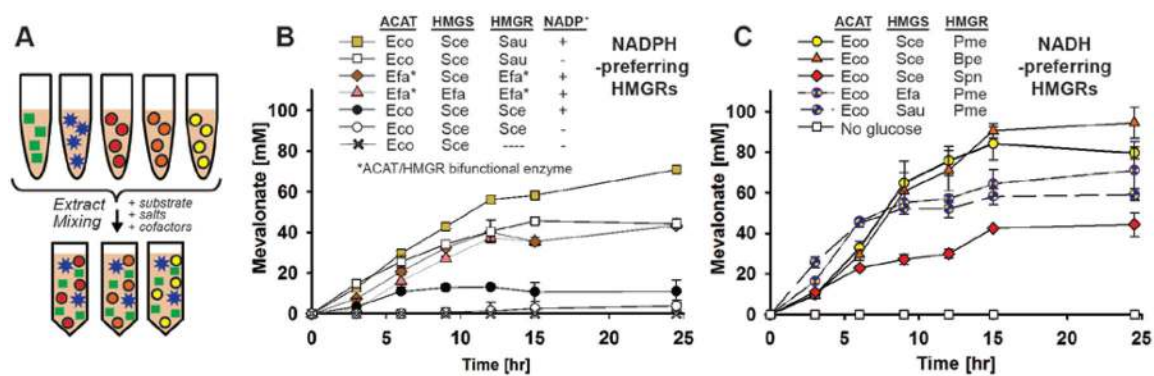 A
Extract
Mixing
+ substrate
+ salts
+ cofactors
B
ACAT HMGS HMGR NADP+
Eco Sce Sau +
Eco Sce Sau -
Efa* Sce Efa* +
Efa* Efa Efa* +
Eco Sce Sce +
Eco Sce Sce -
Eco Sce ---- -
*ACAT/HMGR bifunctional enzyme
NADPH
-preferring
HMGRs
Mevalonate [mM]
100
80
60
40
20
0
0 5 10 15 20 25
Time [hr]
C
ACAT HMGS HMGR
Eco Sce Pme
Eco Sce Bpe
Eco Sce Spn
Eco Efa Pme
Eco Sau Pme
No glucose
NADH
-preferring
HMGRs
Mevalonate [mM]
100
80
60
40
20
0
0 5 10 15 20 25
Time [hr]